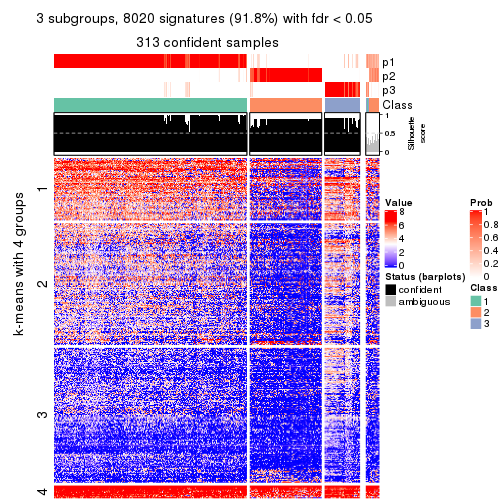 3 subgroups, 8020 signatures (91.8%) with fdr < 0.05
313 confident samples
p1
p2
p3
Class
1
0.5
0
Silhouette
score
k-means with 4 groups
1
2
3
4
Value
8
6
4
2
0
Status (barplots)
confident
ambiguous
Prob
1
0.8
0.6
0.4
0.2
0
Class
1
2
3